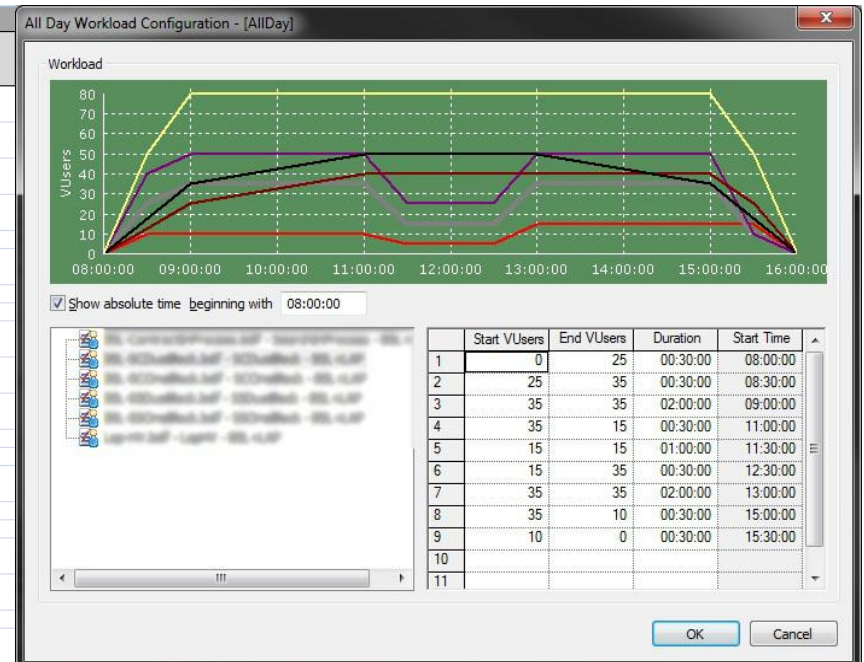 All Day Workload Configuration - [AllDay]
Workload
80
70
60
50
40
30
20
10
0
VUsers
08:00:00 09:00:00 10:00:00 11:00:00 12:00:00 13:00:00 14:00:00 15:00:00 16:00:00
Show absolute time beginning with 08:00:00
Start VUsers End VUsers Duration Start Time
1 0 25 00:30:00 08:00:00
2 25 35 00:30:00 08:30:00
3 35 35 02:00:00 09:00:00
4 35 15 00:30:00 11:00:00
5 15 15 01:00:00 11:30:00
6 15 35 00:30:00 12:30:00
7 35 35 02:00:00 13:00:00
8 35 10 00:30:00 15:00:00
9 10 0 00:30:00 15:30:00
10
11
OK Cancel